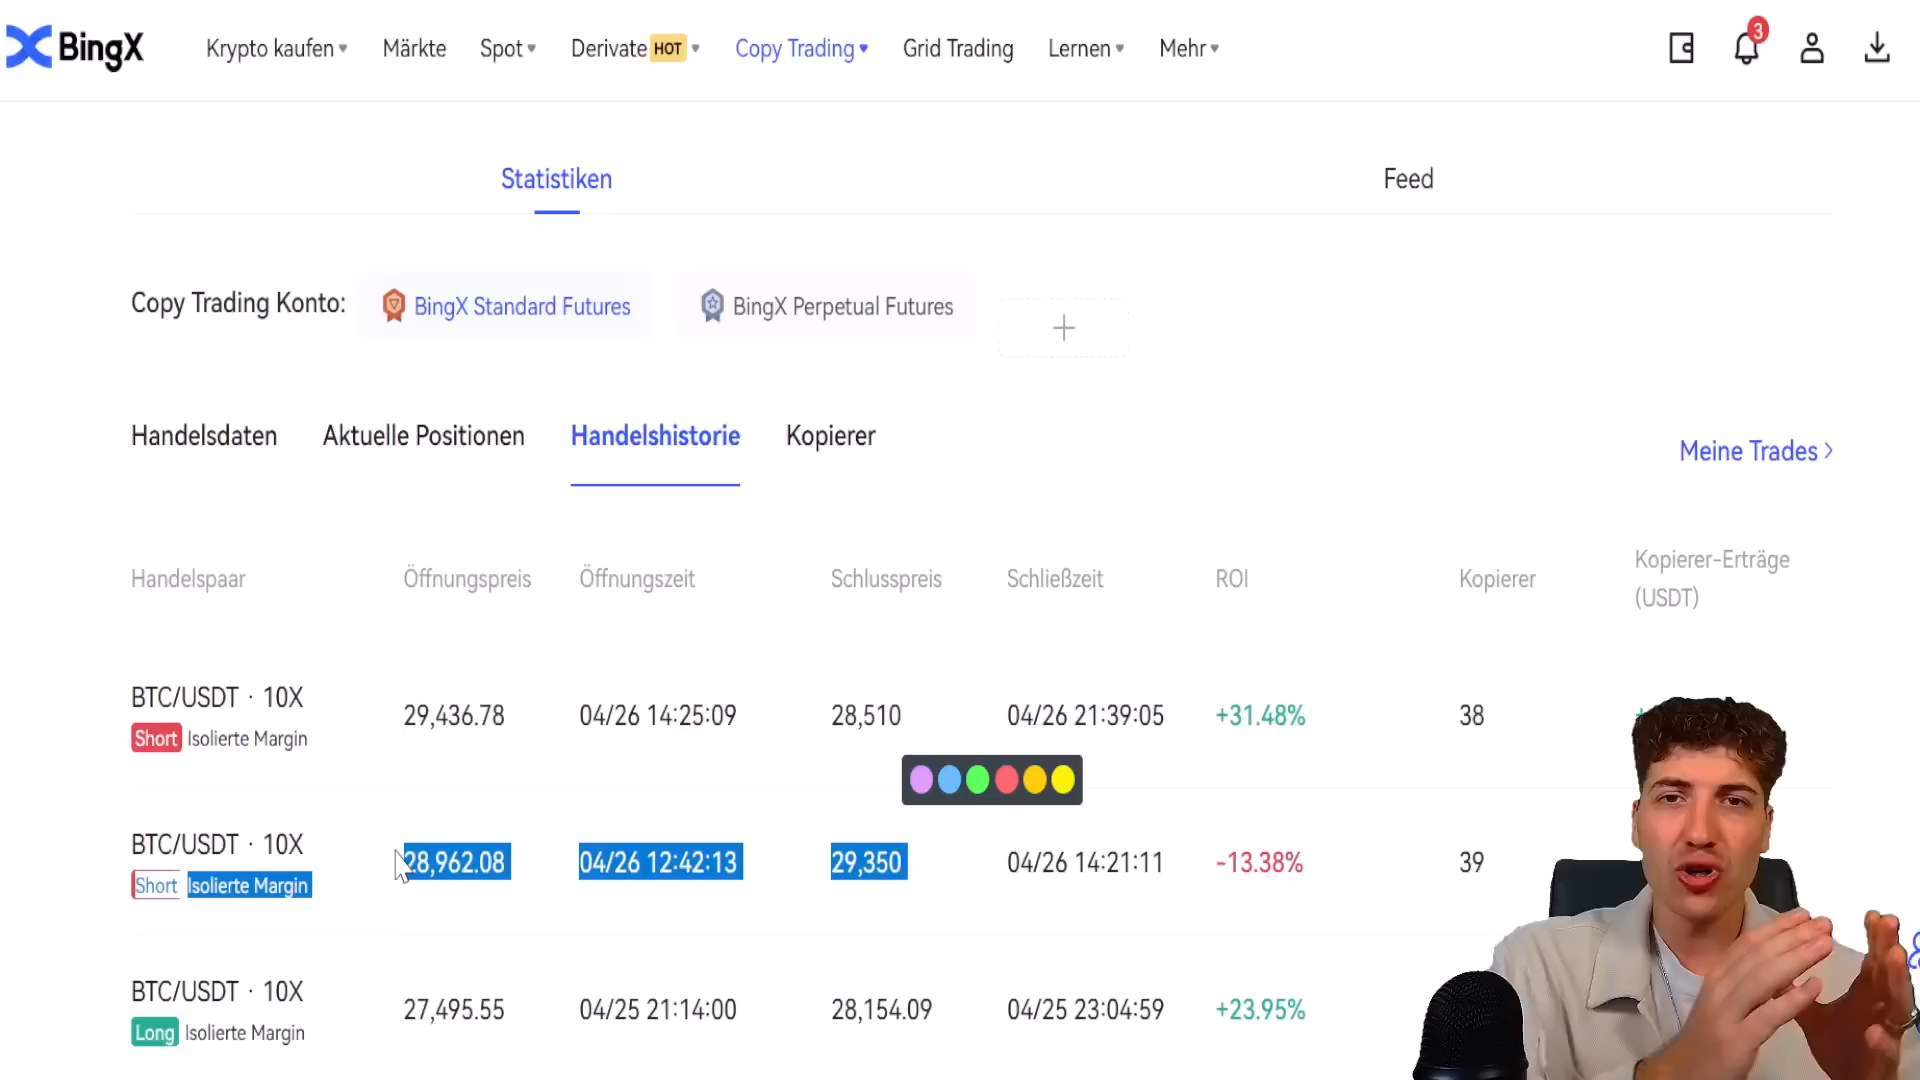 BingX Krypto kaufen Märkte Spot Derivate HOT Copy Trading Grid Trading Lernen Mehr 3
Statistiken Feed
Copy Trading Konto: BingX Standard Futures BingX Perpetual Futures
Handelsdaten Aktuelle Positionen Handelshistorie Kopierer
Meine Trades
Handelspaar Öffnungspreis Öffnungszeit Schlusspreis Schließzeit ROI Kopierer Kopierer-Erträge
(USDT)
BTC/USDT · 10X
29,436.78 04/26 14:25:09 28,510 04/26 21:39:05 +31.48% 38
Short Isolierte Margin
BTC/USDT · 10X
28,962.08 04/26 12:42:13 29,350 04/26 14:21:11 -13.38% 39
Short Isolierte Margin
BTC/USDT · 10X
27,495.55 04/25 21:14:00 28,154.09 04/25 23:04:59 +23.95%
Long Isolierte Margin